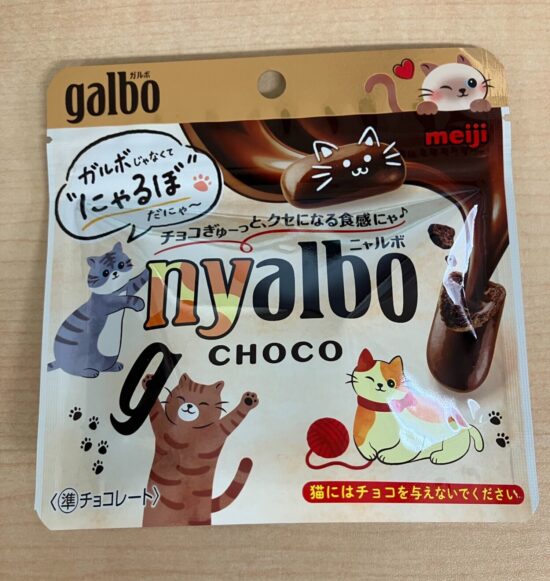 ガルボ
galbo
meiji
ガルボじゃなくて
"にゃるぼ"
だにゃ～
チョコぎゅーっと、クセになる食感にゃ♪
ニャルボ
nyalbo
CHOCO
g
〈準チョコレート〉
猫にはチョコを与えないでください。